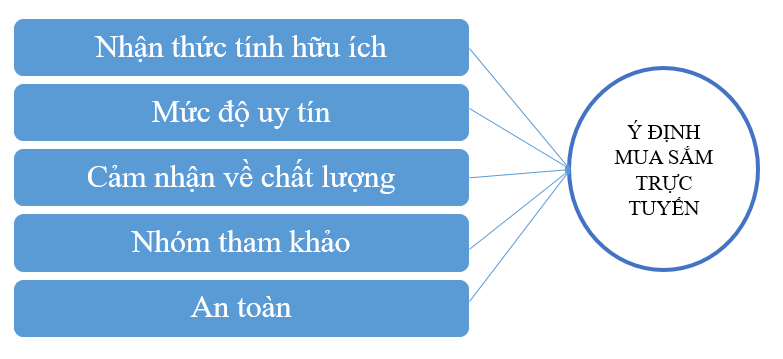 Nhận thức tính hữu ích
Mức độ uy tín
Cảm nhận về chất lượng
Nhóm tham khảo
An toàn
Ý ĐỊNH
MUA SẮM
TRỰC
TUYẾN